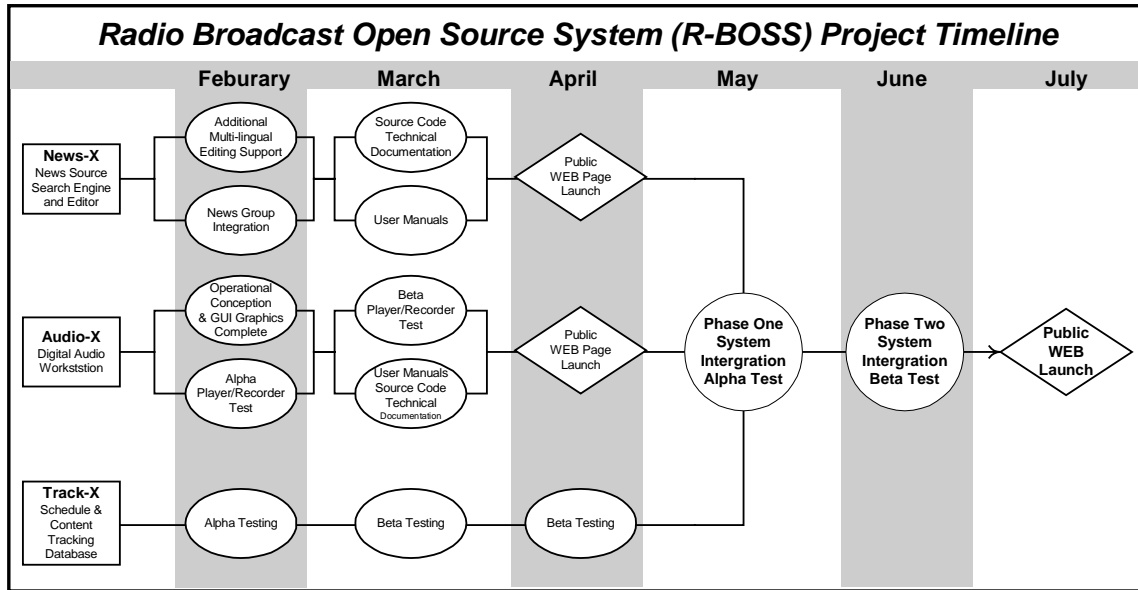 Radio Broadcast Open Source System (R-BOSS) Project Timeline
Feburary
March
April
May
June
July
News-X
News Source
Search Engine
and Editor
Additional
Multi-lingual
Editing Support
News Group
Integration
Source Code
Technical
Documentation
User Manuals
Public
WEB Page
Launch
Audio-X
Digital Audio
Workststion
Operational
Conception
& GUI Graphics
Complete
Alpha
Player/Recorder
Test
Beta
Player/Recorder
Test
User Manuals
Source Code
Technical
Documentation
Public
WEB Page
Launch
Phase One
System
Intergration
Alpha Test
Phase Two
System
Intergration
Beta Test
Public
WEB
Launch
Track-X
Schedule &
Content
Tracking
Database
Alpha Testing
Beta Testing
Beta Testing